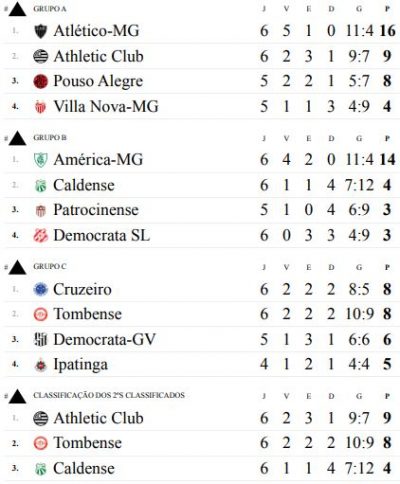 # GRUPO A J V E D G P
1. Atlético-MG 6 5 1 0 11:4 16
2. Athletic Club 6 2 3 1 9:7 9
3. Pouso Alegre 5 2 2 1 5:7 8
4. Villa Nova-MG 5 1 1 3 4:9 4
# GRUPO B J V E D G P
1. América-MG 6 4 2 0 11:4 14
2. Caldense 6 1 1 4 7:12 4
3. Patrocinense 5 1 0 4 6:9 3
4. Democrata SL 6 0 3 3 4:9 3
# GRUPO C J V E D G P
1. Cruzeiro 6 2 2 2 8:5 8
2. Tombense 6 2 2 2 10:9 8
3. Democrata-GV 5 1 3 1 6:6 6
4. Ipatinga 4 1 2 1 4:4 5
# CLASSIFICAÇÃO DOS 2ºS CLASSIFICADOS J V E D G P
1. Athletic Club 6 2 3 1 9:7 9
2. Tombense 6 2 2 2 10:9 8
3. Caldense 6 1 1 4 7:12 4